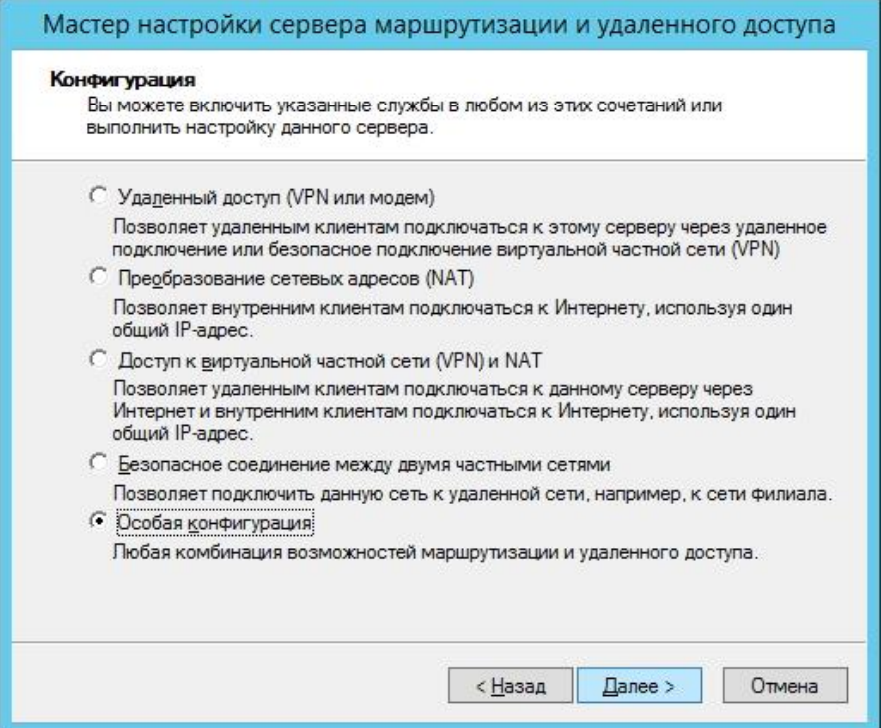 Мастер настройки сервера маршрутизации и удаленного доступа
Конфигурация
Вы можете включить указанные службы в любом из этих сочетаний или
выполнить настройку данного сервера.
Удаленный доступ (VPN или модем)
Позволяет удаленным клиентам подключаться к этому серверу через удаленное
подключение или безопасное подключение виртуальной частной сети (VPN)
Преобразование сетевых адресов (NAT)
Позволяет внутренним клиентам подключаться к Интернету, используя один
общий IP-адрес.
Доступ к виртуальной частной сети (VPN) и NAT
Позволяет удаленным клиентам подключаться к данному серверу через
Интернет и внутренним клиентам подключаться к Интернету, используя один
общий IP-адрес.
Безопасное соединение между двумя частными сетями
Позволяет подключить данную сеть к удаленной сети, например, к сети филиала.
Особая конфигурация
Любая комбинация возможностей маршрутизации и удаленного доступа.
< Назад Далее > Отмена